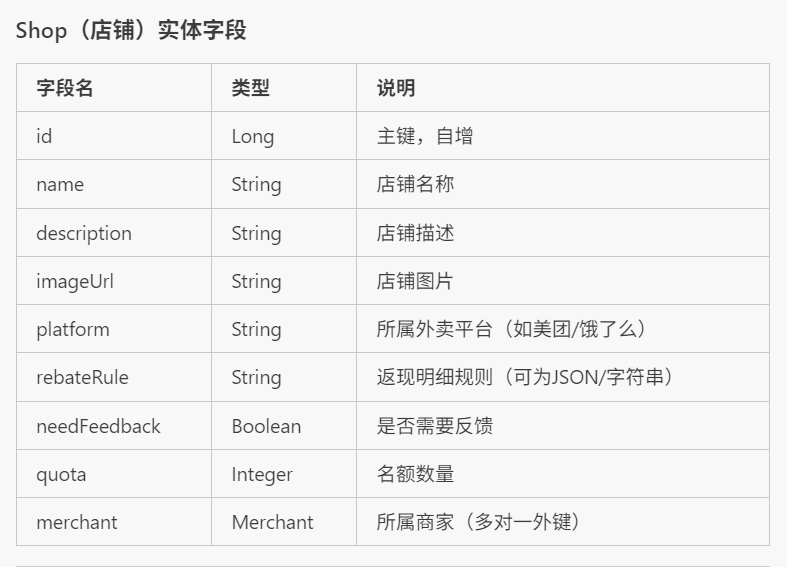 Shop（店铺）实体字段
字段名 类型 说明
id Long 主键，自增
name String 店铺名称
description String 店铺描述
imageUrl String 店铺图片
platform String 所属外卖平台（如美团/饿了么）
rebateRule String 返现明细规则（可为JSON/字符串）
needFeedback Boolean 是否需要反馈
quota Integer 名额数量
merchant Merchant 所属商家（多对一外键）